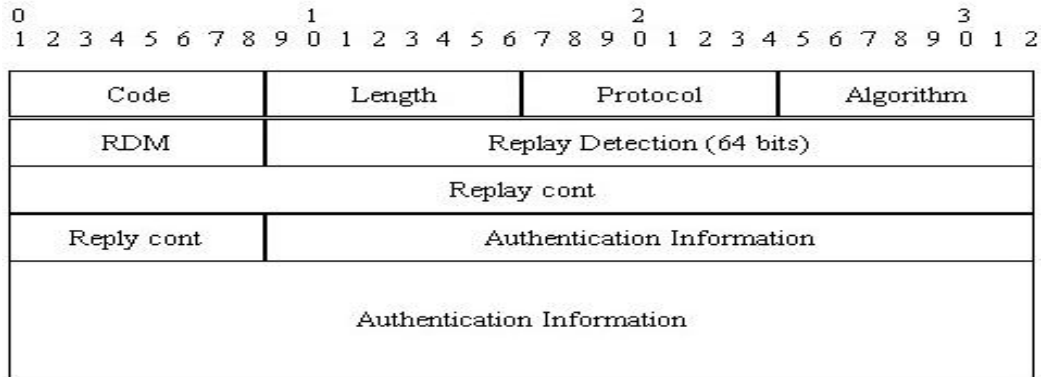 0 1 2 3
1 2 3 4 5 6 7 8 9 0 1 2 3 4 5 6 7 8 9 0 1 2 3 4 5 6 7 8 9 0 1 2
Code Length Protocol Algorithm
RDM Replay Detection (64 bits)
Replay cont
Reply cont Authentication Information
Authentication Information